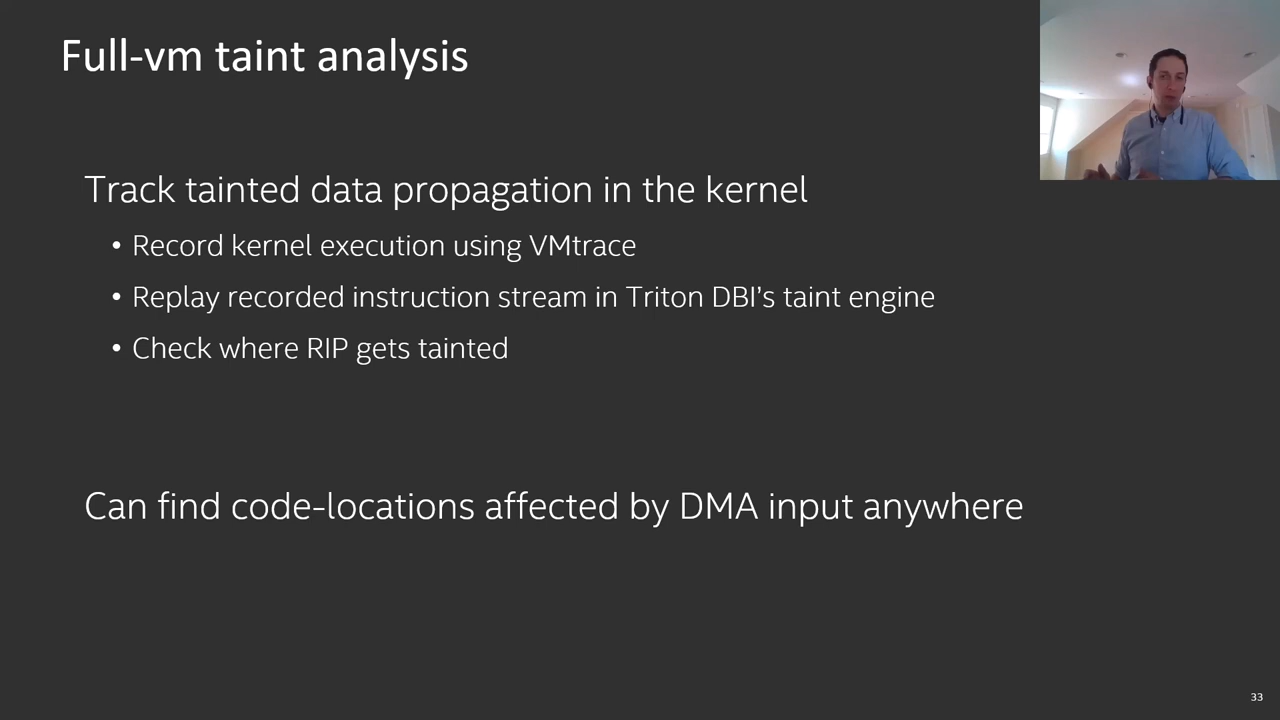 Full-vm taint analysis
Track tainted data propagation in the kernel
• Record kernel execution using VMtrace
• Replay recorded instruction stream in Triton DBI’s taint engine
• Check where RIP gets tainted
Can find code-locations affected by DMA input anywhere
33